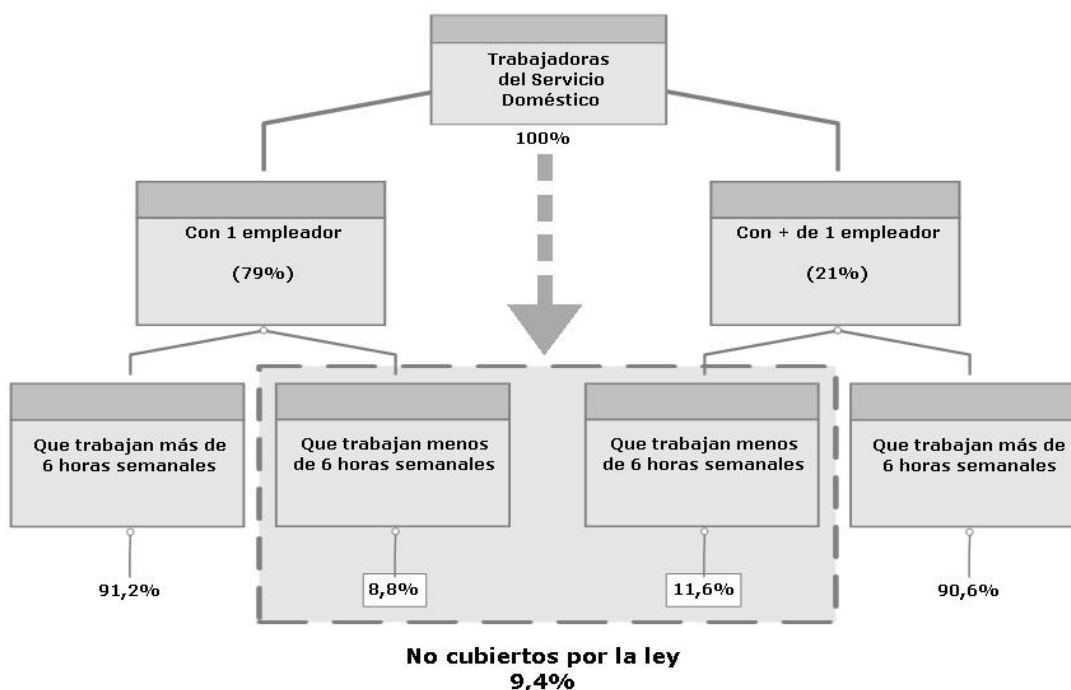 Trabajadoras
del Servicio
Doméstico
100%
Con 1 empleador
(79%)
Con + de 1 empleador
(21%)
Que trabajan más de
6 horas semanales
Que trabajan menos
de 6 horas semanales
Que trabajan menos
de 6 horas semanales
Que trabajan más de
6 horas semanales
91,2%
8,8%
11,6%
90,6%
No cubiertos por la ley
9,4%